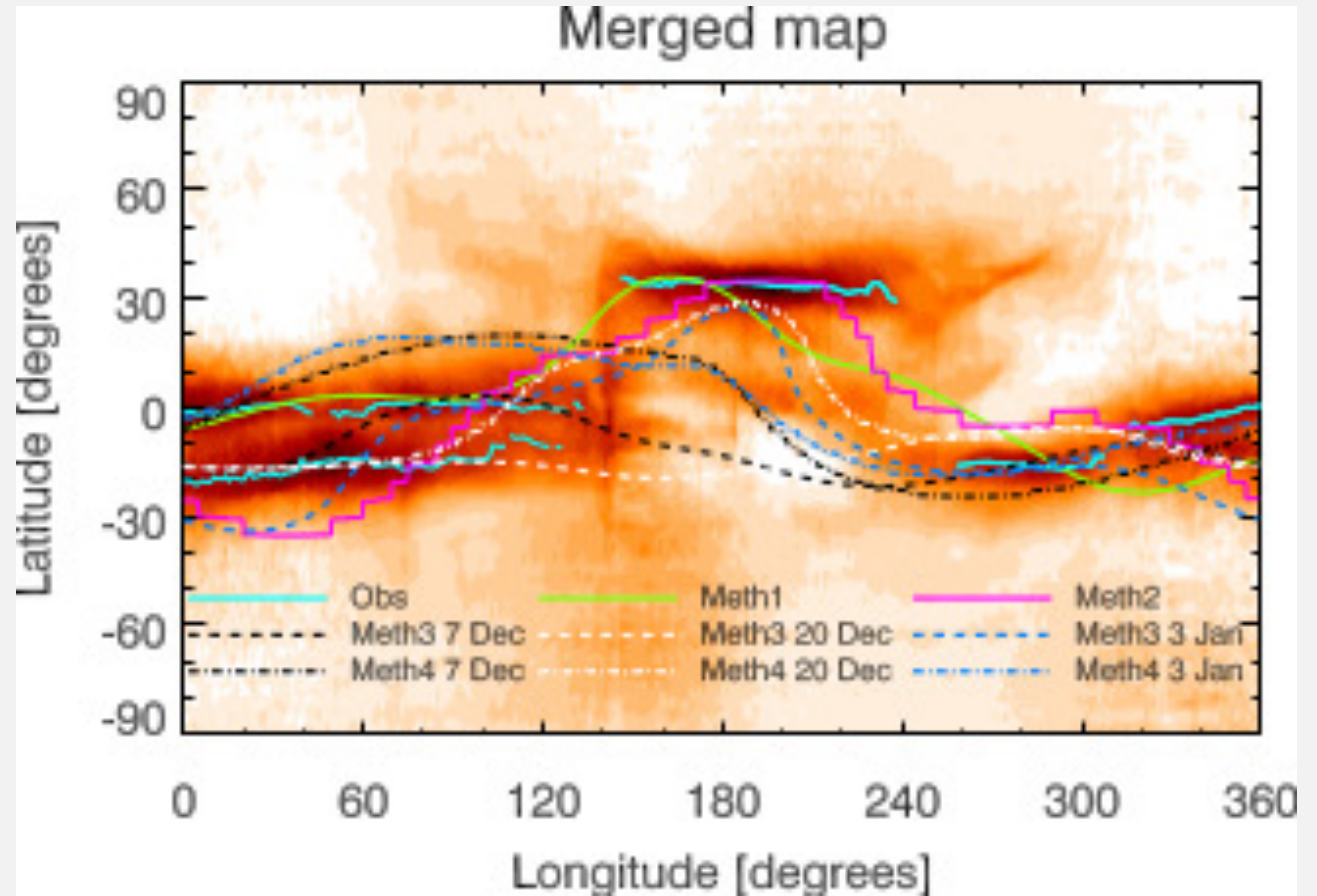 Merged map
90
60
30
0
-30
-60
-90
Latitude [degrees]
Obs Meth1 Meth2
Meth3 7 Dec Meth3 20 Dec Meth3 3 Jan
Meth4 7 Dec Meth4 20 Dec Meth4 3 Jan
0 60 120 180 240 300 360
Longitude [degrees]